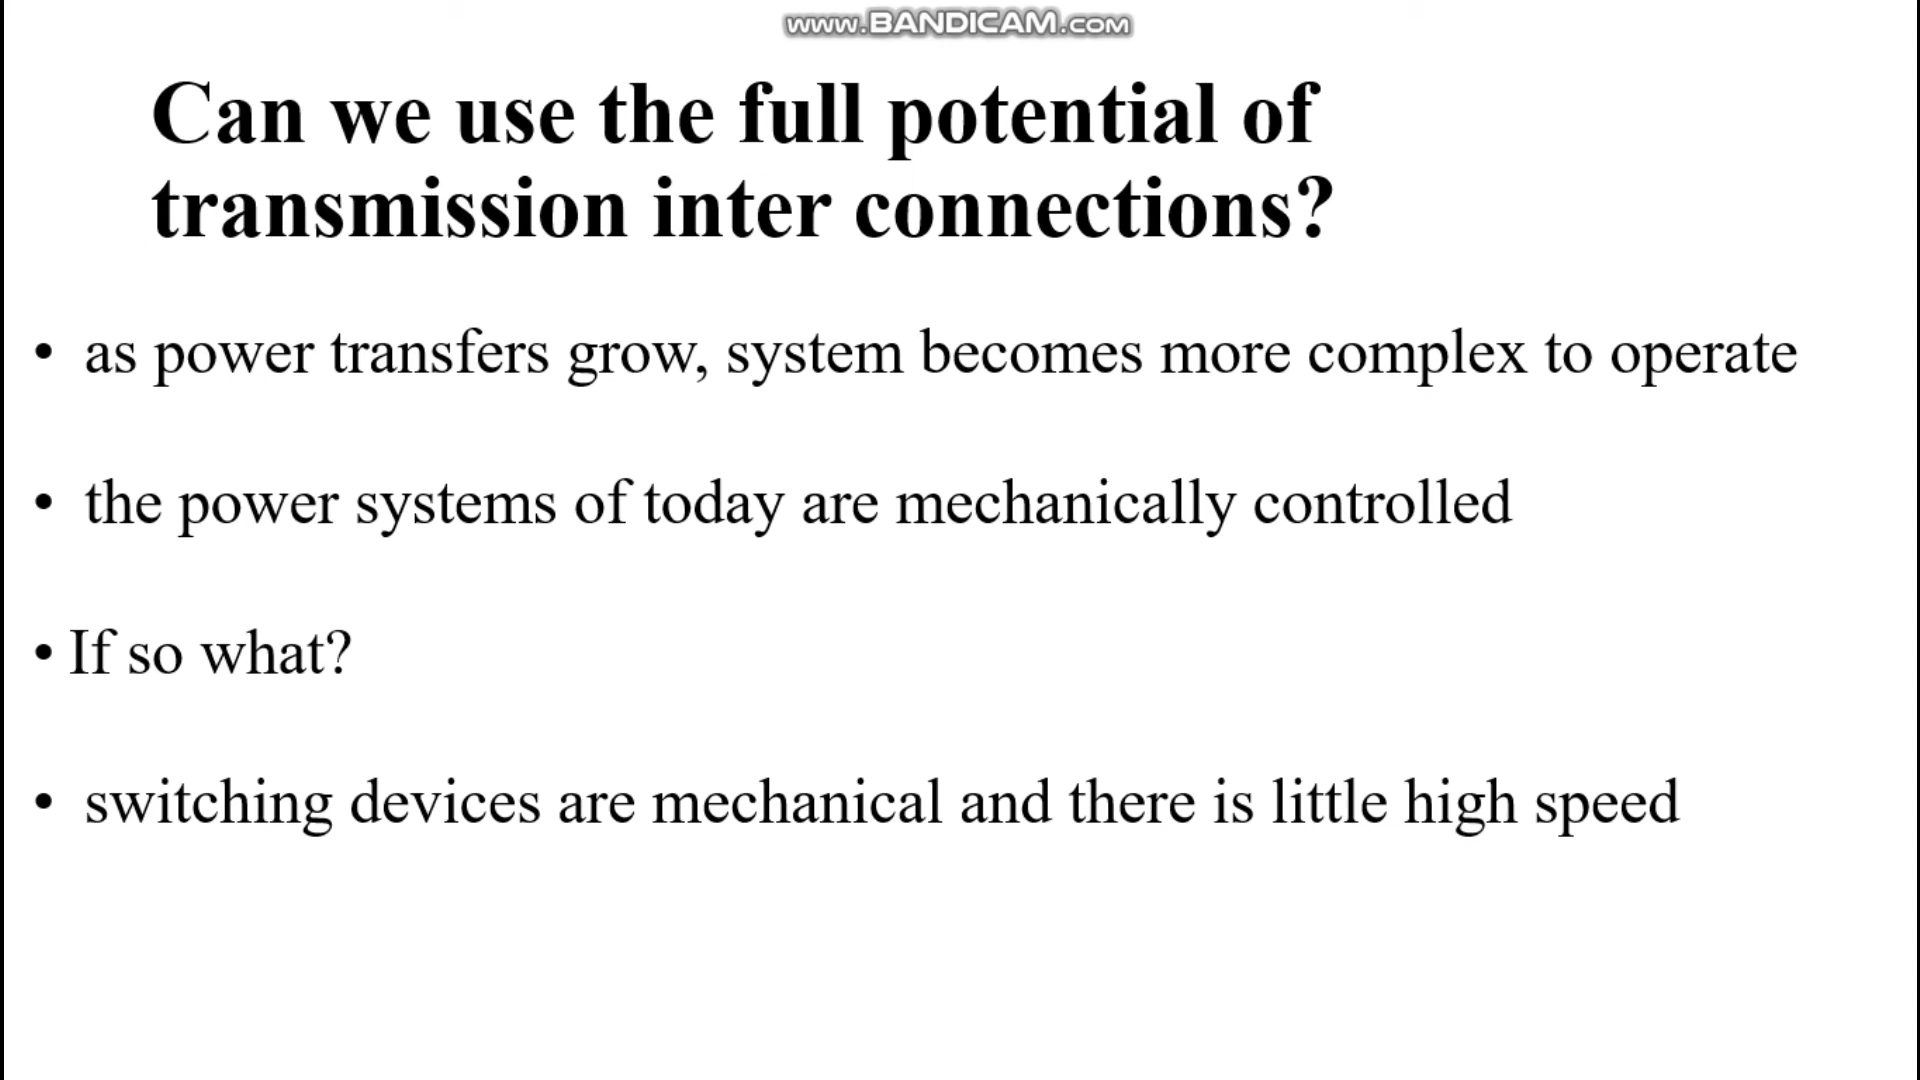 www.BANDICAM.com
Can we use the full potential of
transmission inter connections?
• as power transfers grow, system becomes more complex to operate
• the power systems of today are mechanically controlled
• If so what?
• switching devices are mechanical and there is little high speed